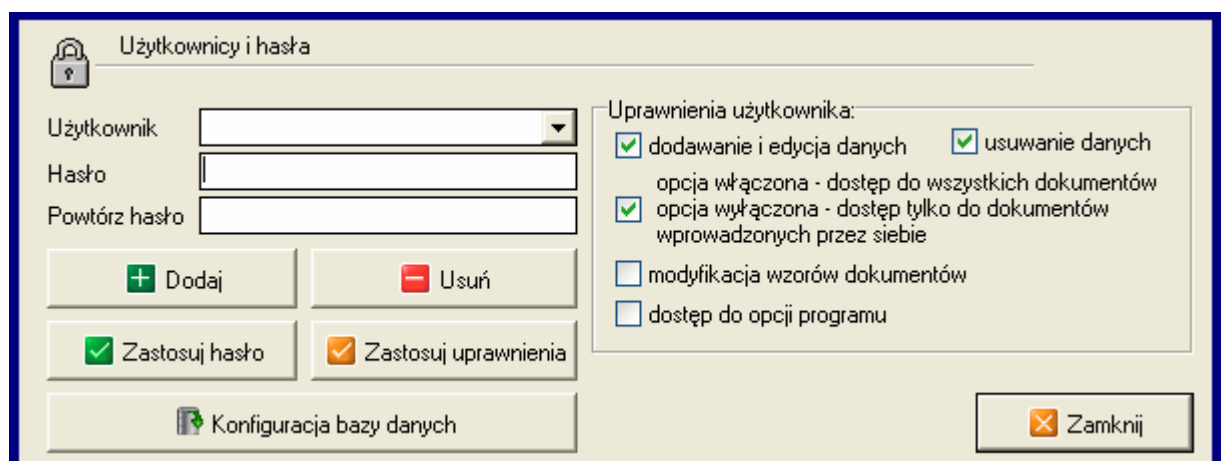 Użytkownicy i hasła
Użytkownik
Hasło
Powtórz hasło
Dodaj
Usuń
Zastosuj hasło
Zastosuj uprawnienia
Konfiguracja bazy danych
Uprawnienia użytkownika:
dodawanie i edycja danych
usuwanie danych
opcja włączona - dostęp do wszystkich dokumentów
opcja wyłączona - dostęp tylko do dokumentów
wprowadzonych przez siebie
modyfikacja wzorów dokumentów
dostęp do opcji programu
Zamknij